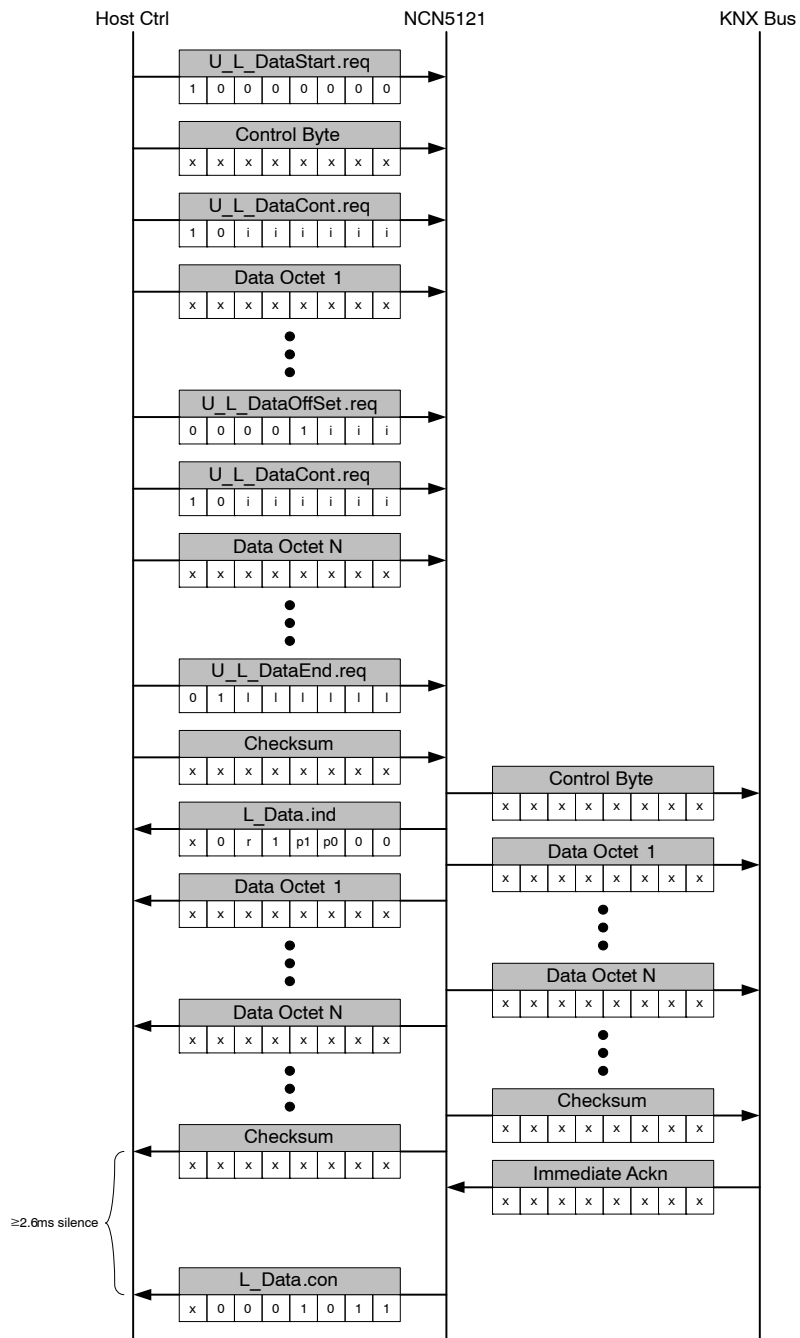 Host Ctrl NCN5121 KNX Bus
U_L_DataStart.req
1 0 0 0 0 0 0 0
Control Byte
x x x x x x x x
U_L_DataCont.req
1 0 i i i i i i
Data Octet 1
x x x x x x x x
U_L_DataOffSet.req
0 0 0 0 1 i i i
U_L_DataCont.req
1 0 i i i i i i
Data Octet N
x x x x x x x x
U_L_DataEnd.req
0 1 l l l l l l
Checksum
x x x x x x x x
Control Byte
x x x x x x x x
L_Data.ind
x 0 r 1 p1 p0 0 0
Data Octet 1
x x x x x x x x
Data Octet 1
x x x x x x x x
Data Octet N
x x x x x x x x
Data Octet N
x x x x x x x x
Checksum
x x x x x x x x
Checksum
x x x x x x x x
Immediate Ackn
x x x x x x x x
≥2.6ms silence
L_Data.con
x 0 0 0 1 0 1 1